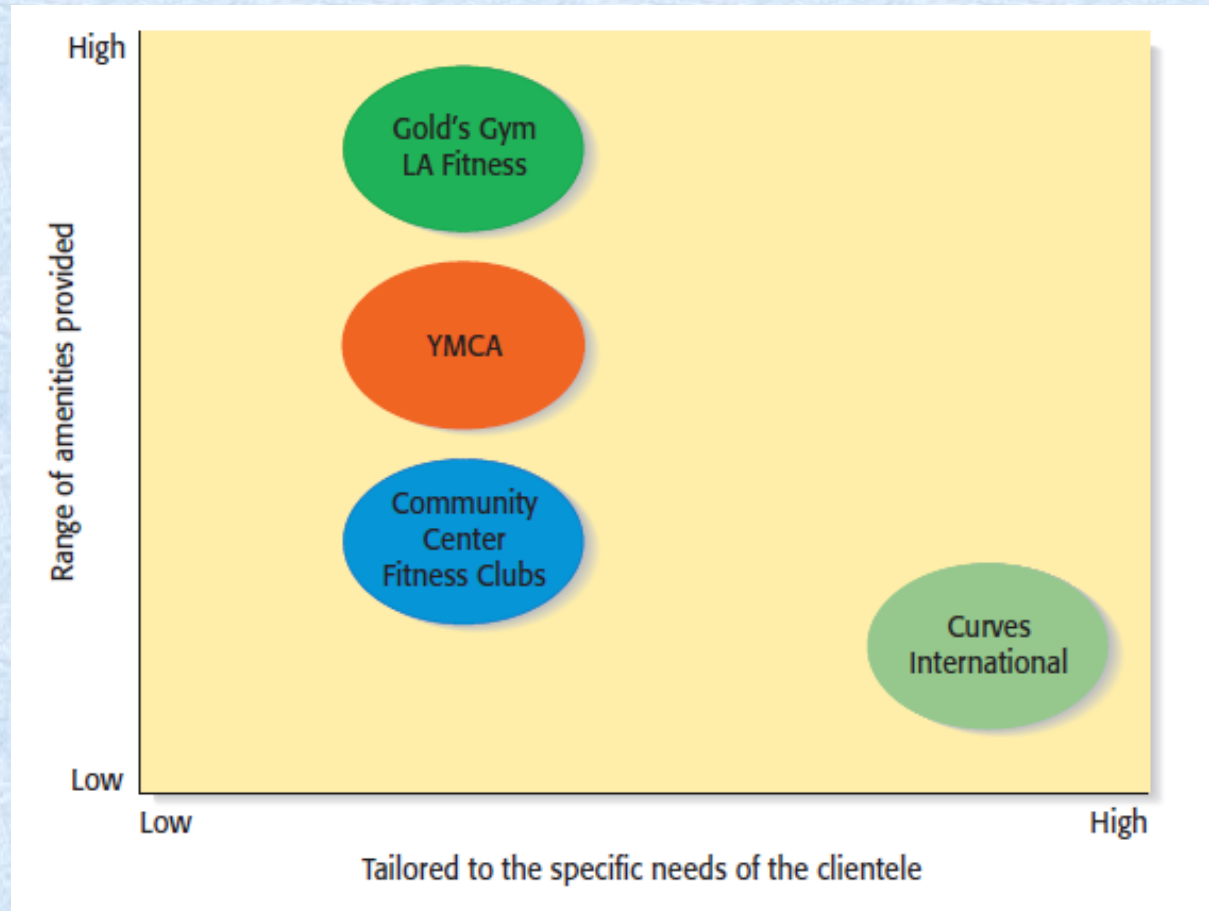 High
Gold's Gym
LA Fitness
YMCA
Range of amenities provided
Community
Center
Fitness Clubs
Curves
International
Low
Low
High
Tailored to the specific needs of the clientele